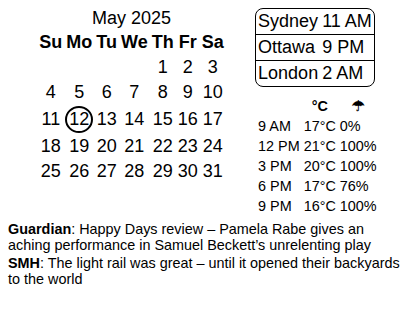 May 2025
Su Mo Tu We Th Fr Sa
1 2 3
4 5 6 7 8 9 10
11 12 13 14 15 16 17
18 19 20 21 22 23 24
25 26 27 28 29 30 31
Sydney 11 AM
Ottawa 9 PM
London 2 AM
°C ☂
9 AM 17°C 0%
12 PM 21°C 100%
3 PM 20°C 100%
6 PM 17°C 76%
9 PM 16°C 100%
Guardian: Happy Days review – Pamela Rabe gives an
aching performance in Samuel Beckett’s unrelenting play
SMH: The light rail was great – until it opened their backyards
to the world